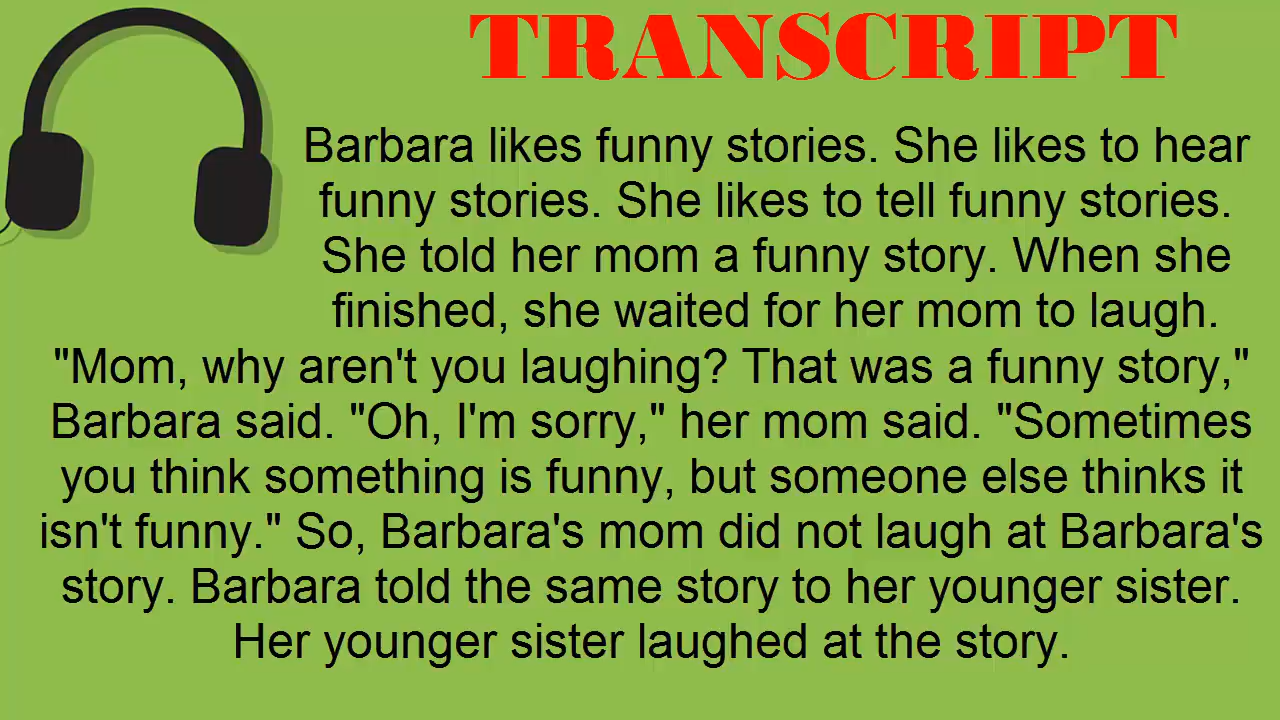 TRANSCRIPT
Barbara likes funny stories. She likes to hear
funny stories. She likes to tell funny stories.
She told her mom a funny story. When she
finished, she waited for her mom to laugh.
"Mom, why aren't you laughing? That was a funny story,"
Barbara said. "Oh, I'm sorry," her mom said. "Sometimes
you think something is funny, but someone else thinks it
isn't funny." So, Barbara's mom did not laugh at Barbara's
story. Barbara told the same story to her younger sister.
Her younger sister laughed at the story.